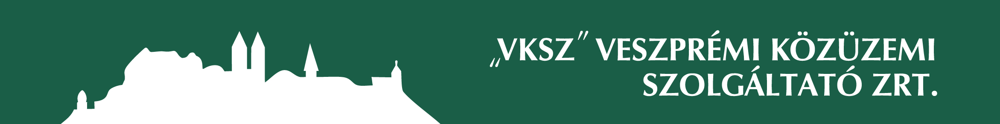 „VKSZ” VESZPRÉMI KÖZÜZEMI
SZOLGÁLTATÓ ZRT.